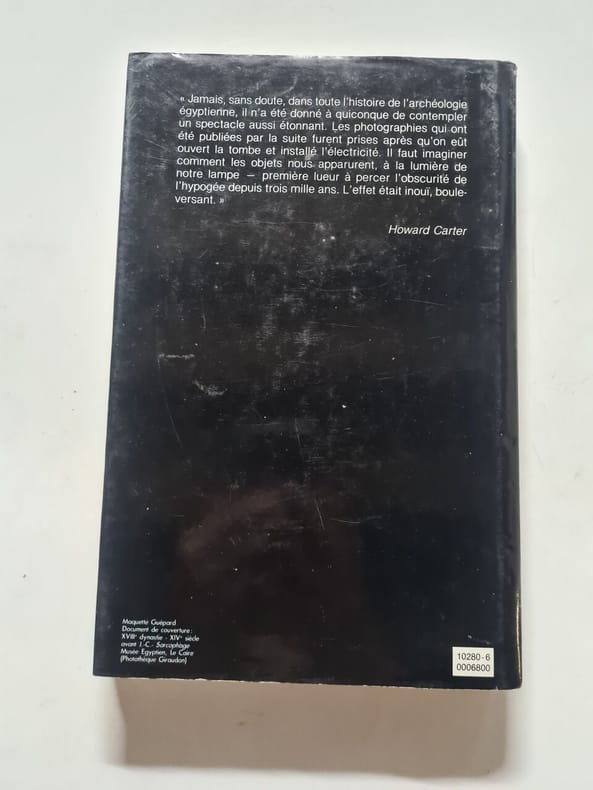 « Jamais, sans doute, dans toute l'histoire de l'archéologie
égyptienne, il n'a été donné à quiconque de contempler
un spectacle aussi étonnant. Les photographies qui ont
été publiées par la suite furent prises après qu'on eût
ouvert la tombe et installé l'électricité. Il faut imaginer
comment les objets nous apparurent, à la lumière de
notre lampe — première lueur à percer l'obscurité de
l'hypogée depuis trois mille ans. L'effet était inouï, boule-
versant. »
Howard Carter
Maquette Guépard
Document de couverture :
XVIIIe dynastie - XIVe siècle
avant J.-C.- Sarcophage
Musée Egyptien, Le Caire
(Photothèque Giraudon)
10280-6
0006800